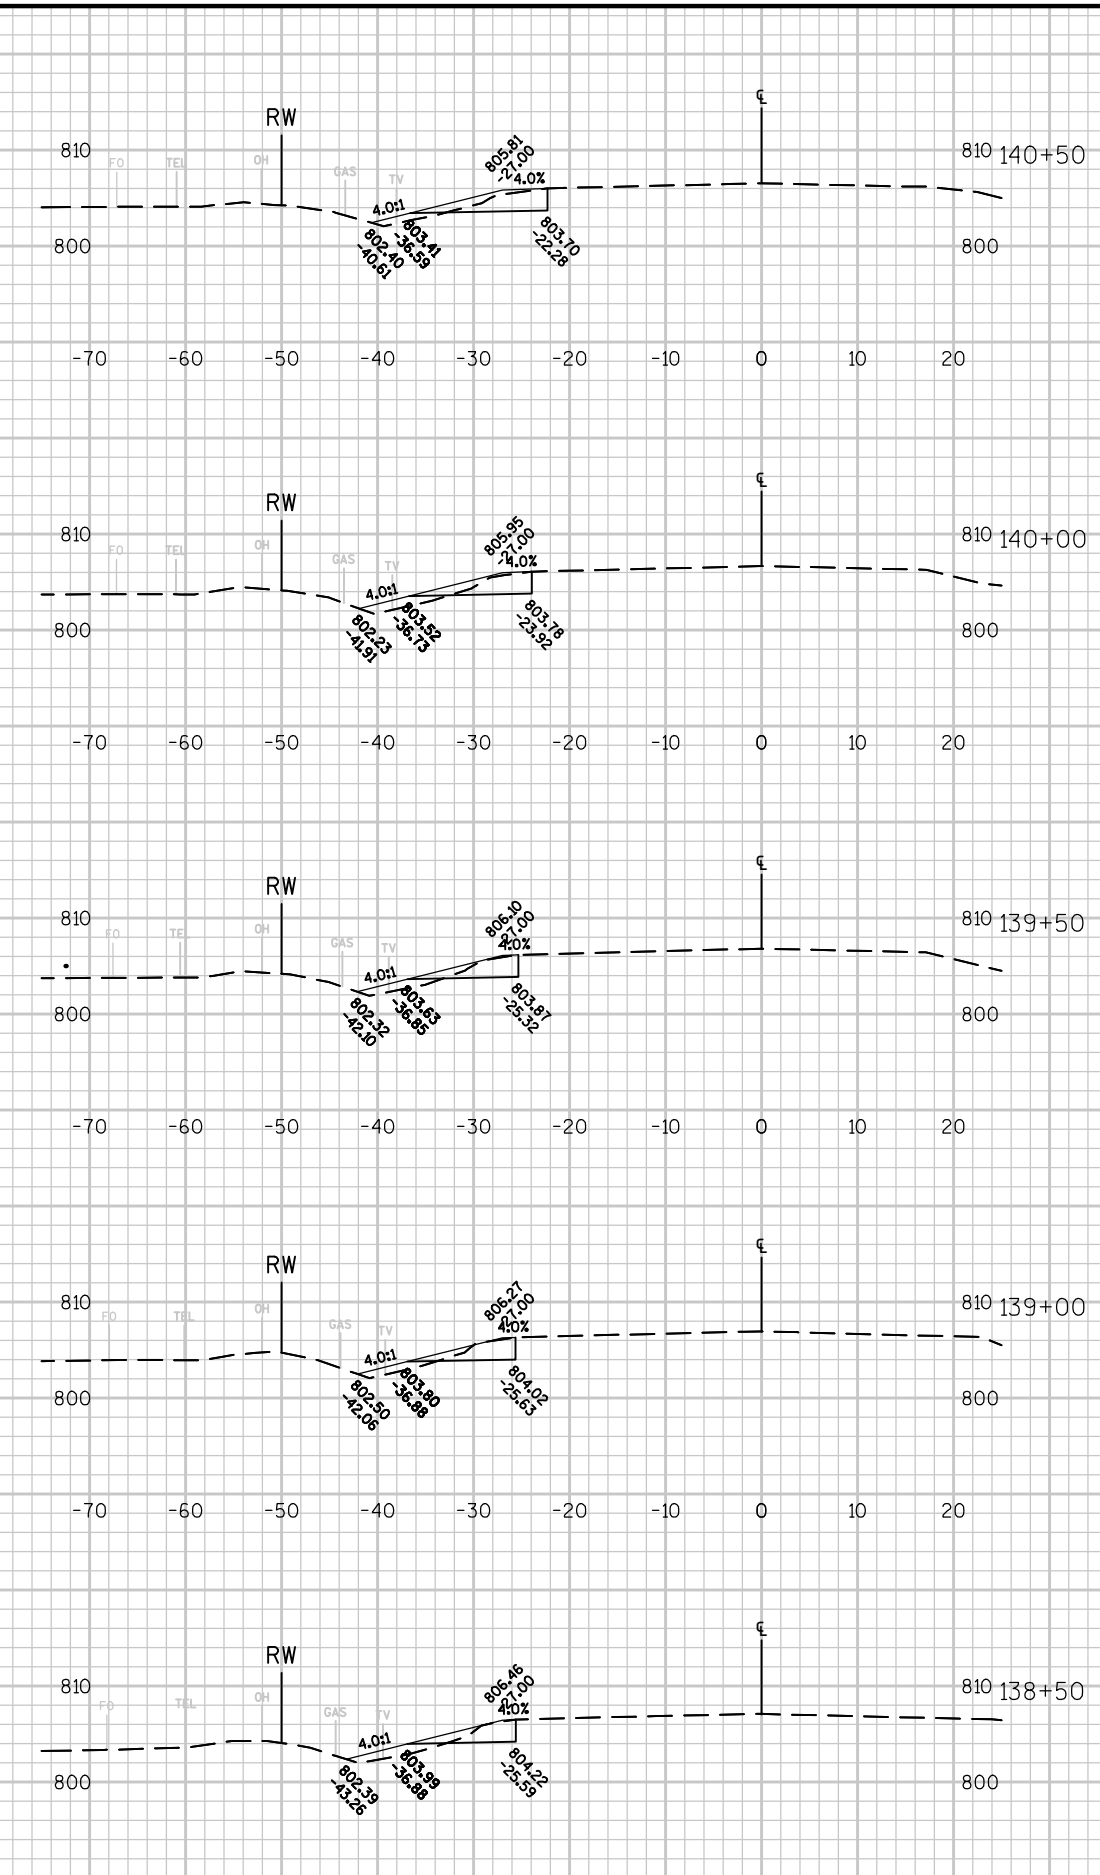 ℄
RW
810 FO TEL OH GAS TV 805.81 810 140+50
-27.00
-4.0%
4.0:1
800 802.40 803.41 803.70 800
-40.61 -36.59 -22.28
-70 -60 -50 -40 -30 -20 -10 0 10 20
℄
RW
810 FO TEL OH GAS TV 805.95 810 140+00
-27.00
-4.0%
4.0:1
800 802.23 803.52 803.78 800
-41.91 -36.73 -23.92
-70 -60 -50 -40 -30 -20 -10 0 10 20
℄
RW
810 FO TEL OH GAS TV 806.10 810 139+50
-27.00
4.0%
4.0:1
800 802.32 803.63 803.87 800
-42.10 -36.85 -25.32
-70 -60 -50 -40 -30 -20 -10 0 10 20
℄
RW
810 FO TEL OH GAS TV 806.27 810 139+00
-27.00
4.0%
4.0:1
800 802.50 803.80 804.02 800
-42.06 -36.88 -25.63
-70 -60 -50 -40 -30 -20 -10 0 10 20
℄
RW
810 FO TEL OH GAS TV 806.46 810 138+50
-27.00
4.0%
4.0:1
800 802.39 803.99 804.22 800
-43.26 -36.88 -25.59